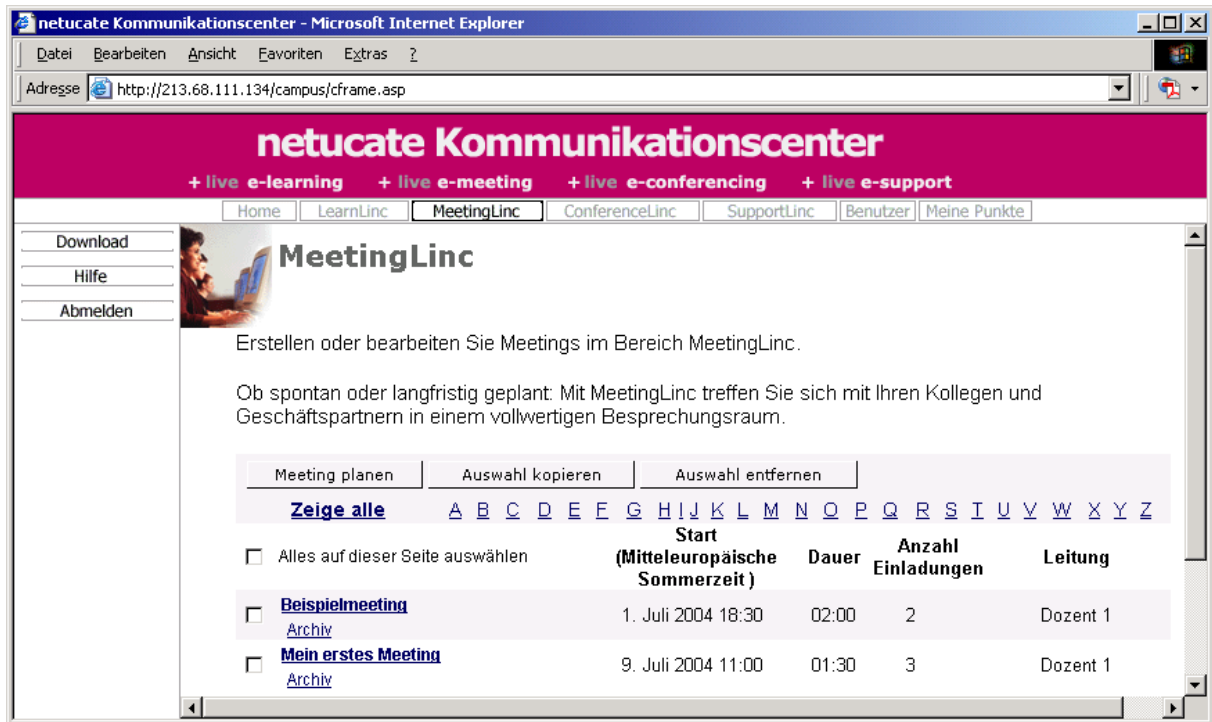 netucate Kommunikationscenter - Microsoft Internet Explorer
Datei Bearbeiten Ansicht Favoriten Extras ?
Adresse http://213.68.111.134/campus/cframe.asp
netucate Kommunikationscenter
+ live e-learning + live e-meeting + live e-conferencing + live e-support
Home LearnLinc MeetingLinc ConferenceLinc SupportLinc Benutzer Meine Punkte
Download
Hilfe
Abmelden
MeetingLinc
Erstellen oder bearbeiten Sie Meetings im Bereich MeetingLinc.
Ob spontan oder langfristig geplant: Mit MeetingLinc treffen Sie sich mit Ihren Kollegen und
Geschäftspartnern in einem vollwertigen Besprechungsraum.
Meeting planen Auswahl kopieren Auswahl entfernen
Zeige alle A B C D E F G H I J K L M N O P Q R S T U V W X Y Z
Alles auf dieser Seite auswählen Start (Mitteleuropäische Sommerzeit ) Dauer Anzahl Einladungen Leitung
Beispielmeeting 1. Juli 2004 18:30 02:00 2 Dozent 1
Archiv
Mein erstes Meeting 9. Juli 2004 11:00 01:30 3 Dozent 1
Archiv